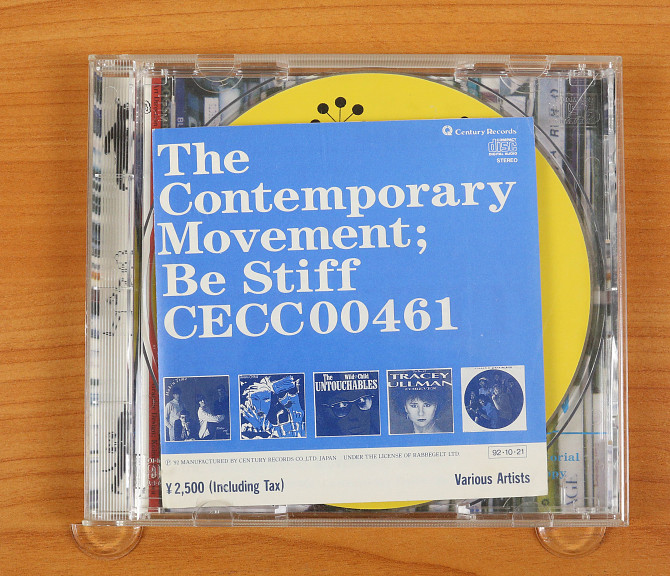 Century Records
COMPACT
disc
DIGITAL AUDIO
STEREO
The
Contemporary
Movement;
Be Stiff
CECC00461
The Wild Child
UNTOUCHABLES
TRACEY
ULLMAN
℗ '92 MANUFACTURED BY CENTURY RECORDS CO.,LTD. JAPAN UNDER THE LICENSE OF RABBEGELT LTD.
92·10·21
¥2,500 (Including Tax)
Various Artists